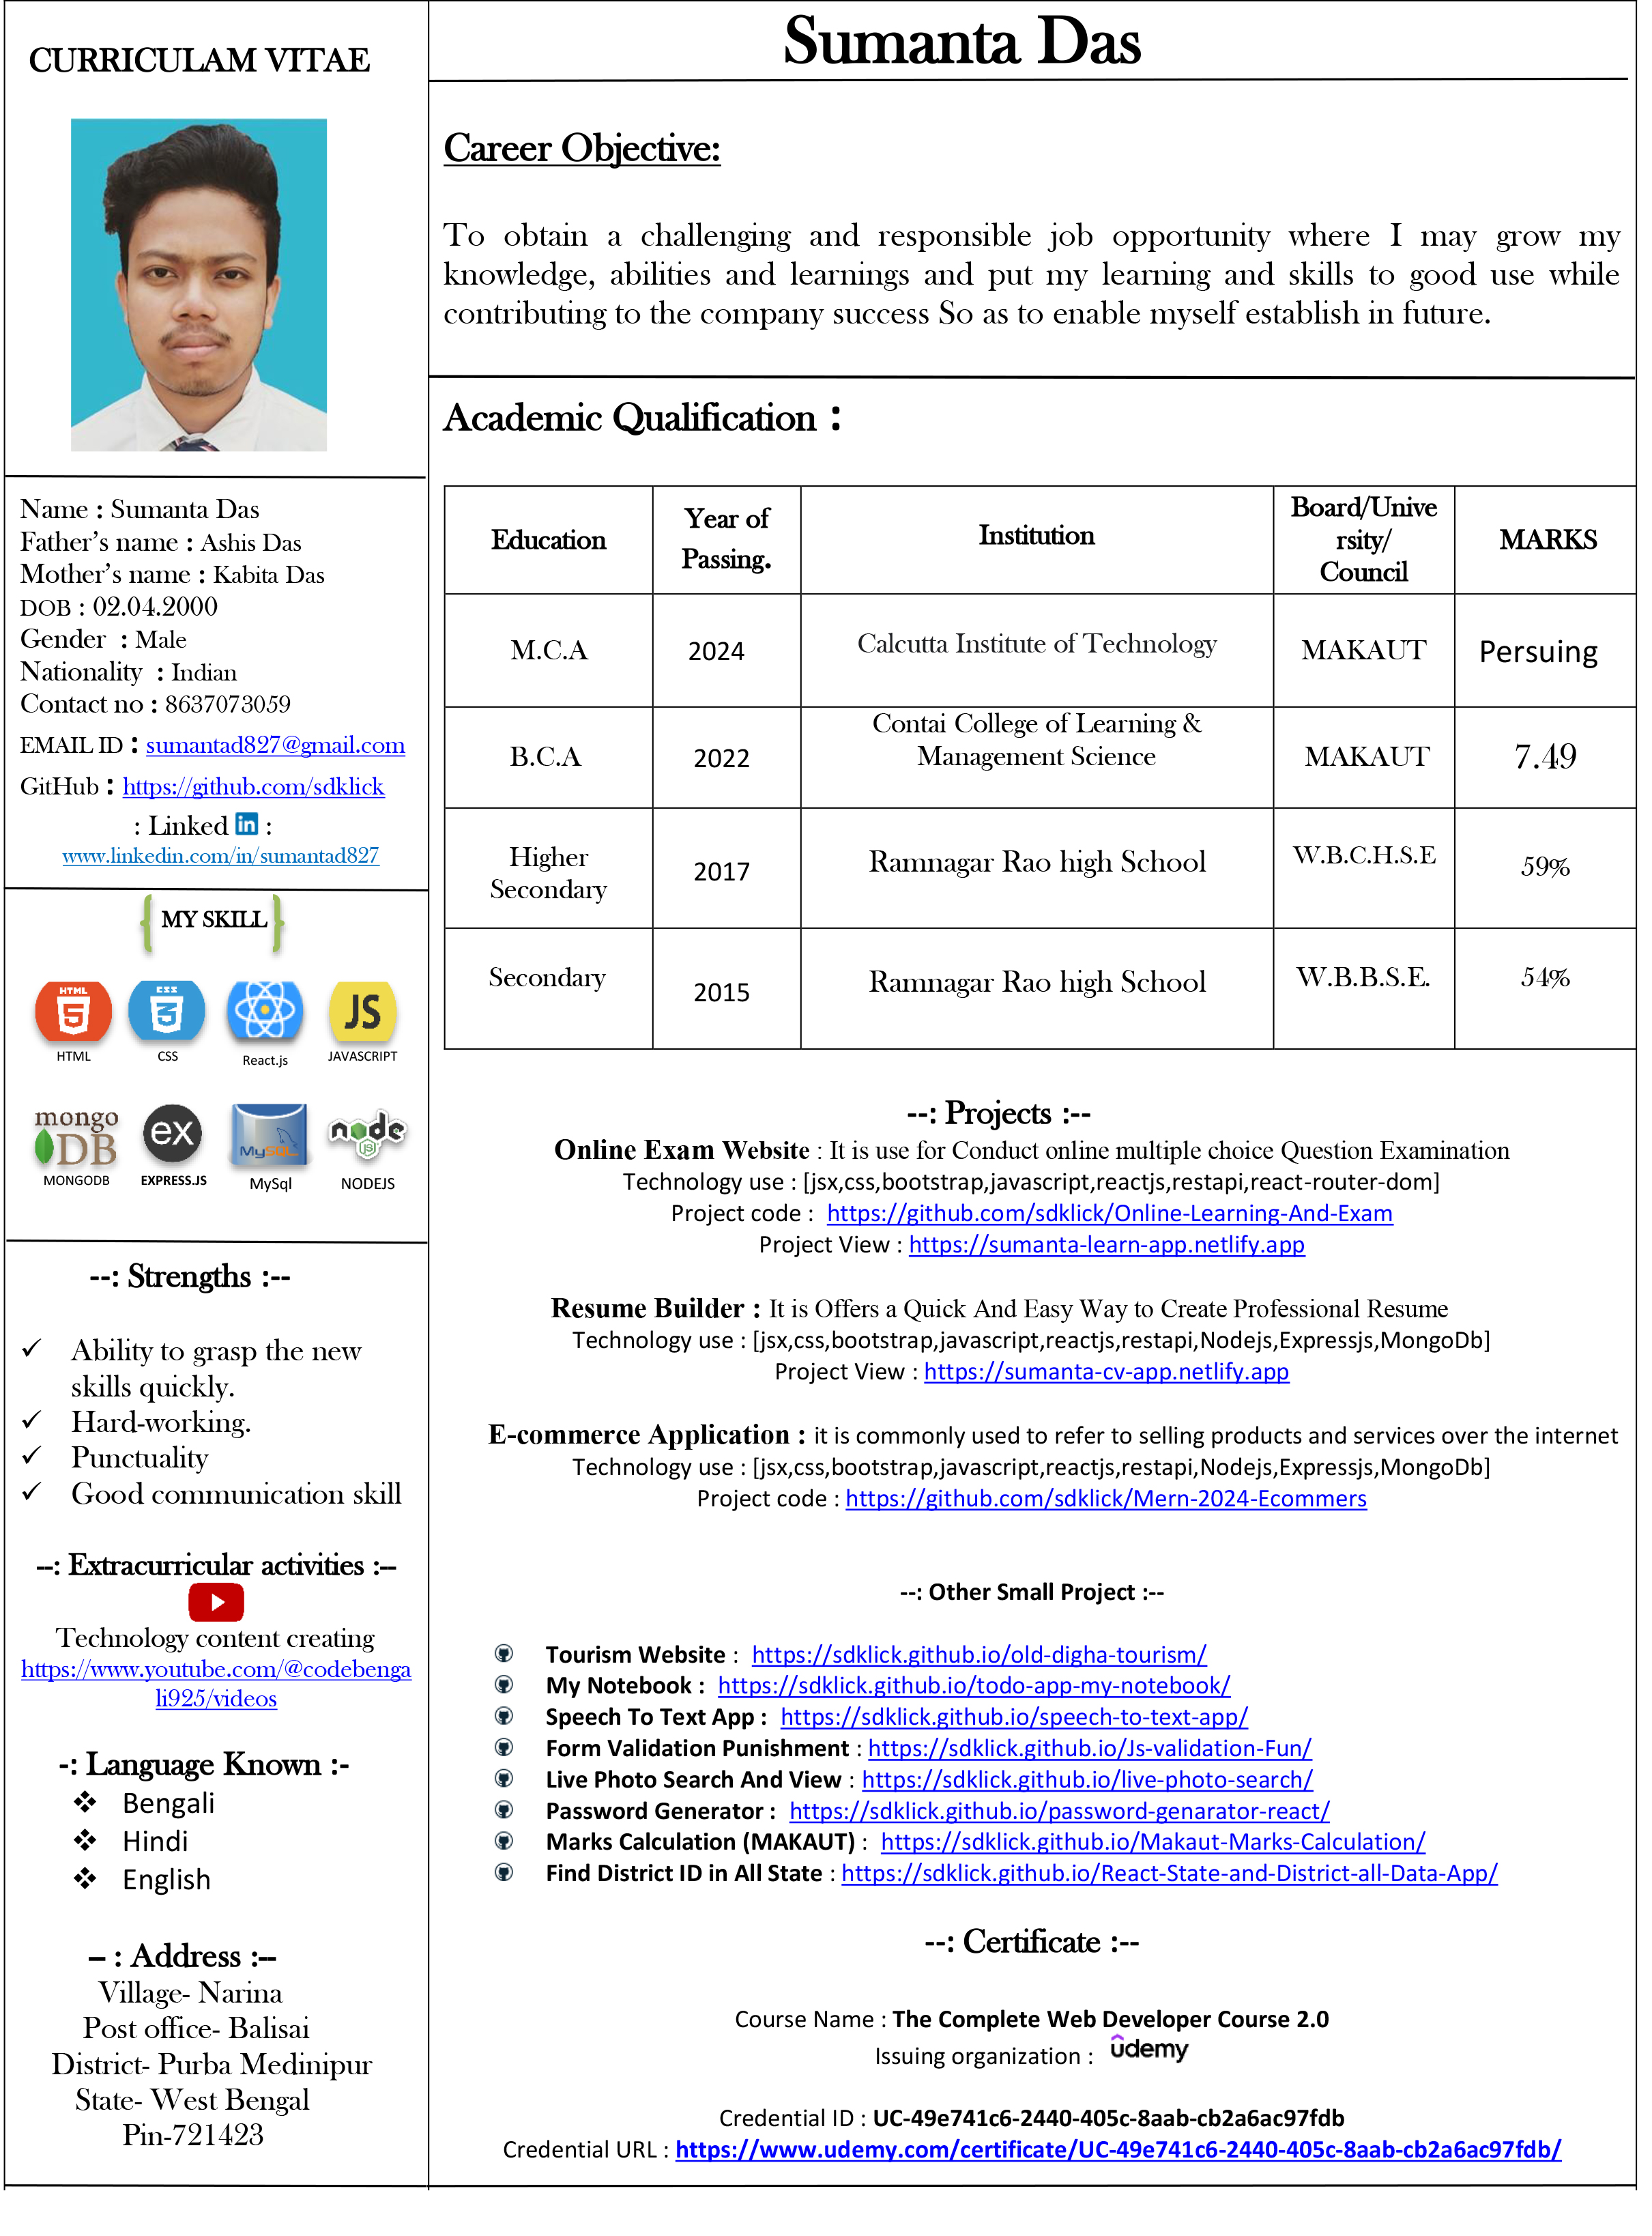 CURRICULAM VITAE
Name : Sumanta Das
Father's name : Ashis Das
Mother's name : Kabita Das
DOB : 02.04.2000
Gender : Male
Nationality : Indian
Contact no : 8637073059
EMAIL ID : sumantad827@gmail.com
GitHub : https://github.com/sdklick
: Linked in :
www.linkedin.com/in/sumantad827
{ MY SKILL }
HTML 5 CSS 3 JS
HTML CSS React.js JAVASCRIPT
mongo DB ex MySQL node JS
MONGODB EXPRESS.JS MySql NODEJS
--: Strengths :--
✓ Ability to grasp the new
skills quickly.
✓ Hard-working.
✓ Punctuality
✓ Good communication skill
--: Extracurricular activities :--
Technology content creating
https://www.youtube.com/@codebenga
li925/videos
-: Language Known :-
❖ Bengali
❖ Hindi
❖ English
– : Address :--
Village- Narina
Post office- Balisai
District- Purba Medinipur
State- West Bengal
Pin-721423
Sumanta Das
Career Objective:
To obtain a challenging and responsible job opportunity where I may grow my
knowledge, abilities and learnings and put my learning and skills to good use while
contributing to the company success So as to enable myself establish in future.
Academic Qualification :
Education
Year of
Passing.
Institution
Board/Unive
rsity/
Council
MARKS
M.C.A 2024 Calcutta Institute of Technology MAKAUT Persuing
B.C.A 2022
Contai College of Learning &
Management Science
MAKAUT 7.49
Higher
Secondary
2017 Ramnagar Rao high School W.B.C.H.S.E 59%
Secondary 2015 Ramnagar Rao high School W.B.B.S.E. 54%
--: Projects :--
Online Exam Website : It is use for Conduct online multiple choice Question Examination
Technology use : [jsx,css,bootstrap,javascript,reactjs,restapi,react-router-dom]
Project code : https://github.com/sdklick/Online-Learning-And-Exam
Project View : https://sumanta-learn-app.netlify.app
Resume Builder : It is Offers a Quick And Easy Way to Create Professional Resume
Technology use : [jsx,css,bootstrap,javascript,reactjs,restapi,Nodejs,Expressjs,MongoDb]
Project View : https://sumanta-cv-app.netlify.app
E-commerce Application : it is commonly used to refer to selling products and services over the internet
Technology use : [jsx,css,bootstrap,javascript,reactjs,restapi,Nodejs,Expressjs,MongoDb]
Project code : https://github.com/sdklick/Mern-2024-Ecommers
--: Other Small Project :--
Tourism Website : https://sdklick.github.io/old-digha-tourism/
My Notebook : https://sdklick.github.io/todo-app-my-notebook/
Speech To Text App : https://sdklick.github.io/speech-to-text-app/
Form Validation Punishment : https://sdklick.github.io/Js-validation-Fun/
Live Photo Search And View : https://sdklick.github.io/live-photo-search/
Password Generator : https://sdklick.github.io/password-genarator-react/
Marks Calculation (MAKAUT) : https://sdklick.github.io/Makaut-Marks-Calculation/
Find District ID in All State : https://sdklick.github.io/React-State-and-District-all-Data-App/
--: Certificate :--
Course Name : The Complete Web Developer Course 2.0
Issuing organization : udemy
Credential ID : UC-49e741c6-2440-405c-8aab-cb2a6ac97fdb
Credential URL : https://www.udemy.com/certificate/UC-49e741c6-2440-405c-8aab-cb2a6ac97fdb/